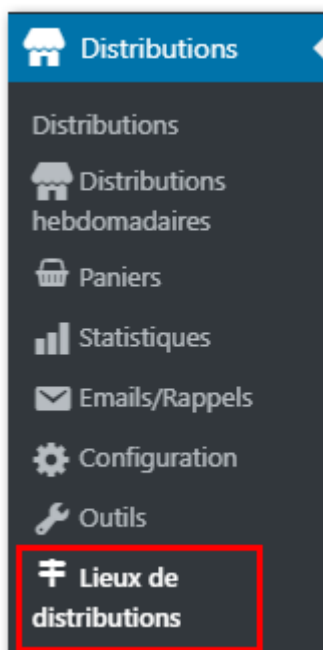 Distributions
Distributions
Distributions
hebdomadaires
Paniers
Statistiques
Emails/Rappels
Configuration
Outils
Lieux de
distributions